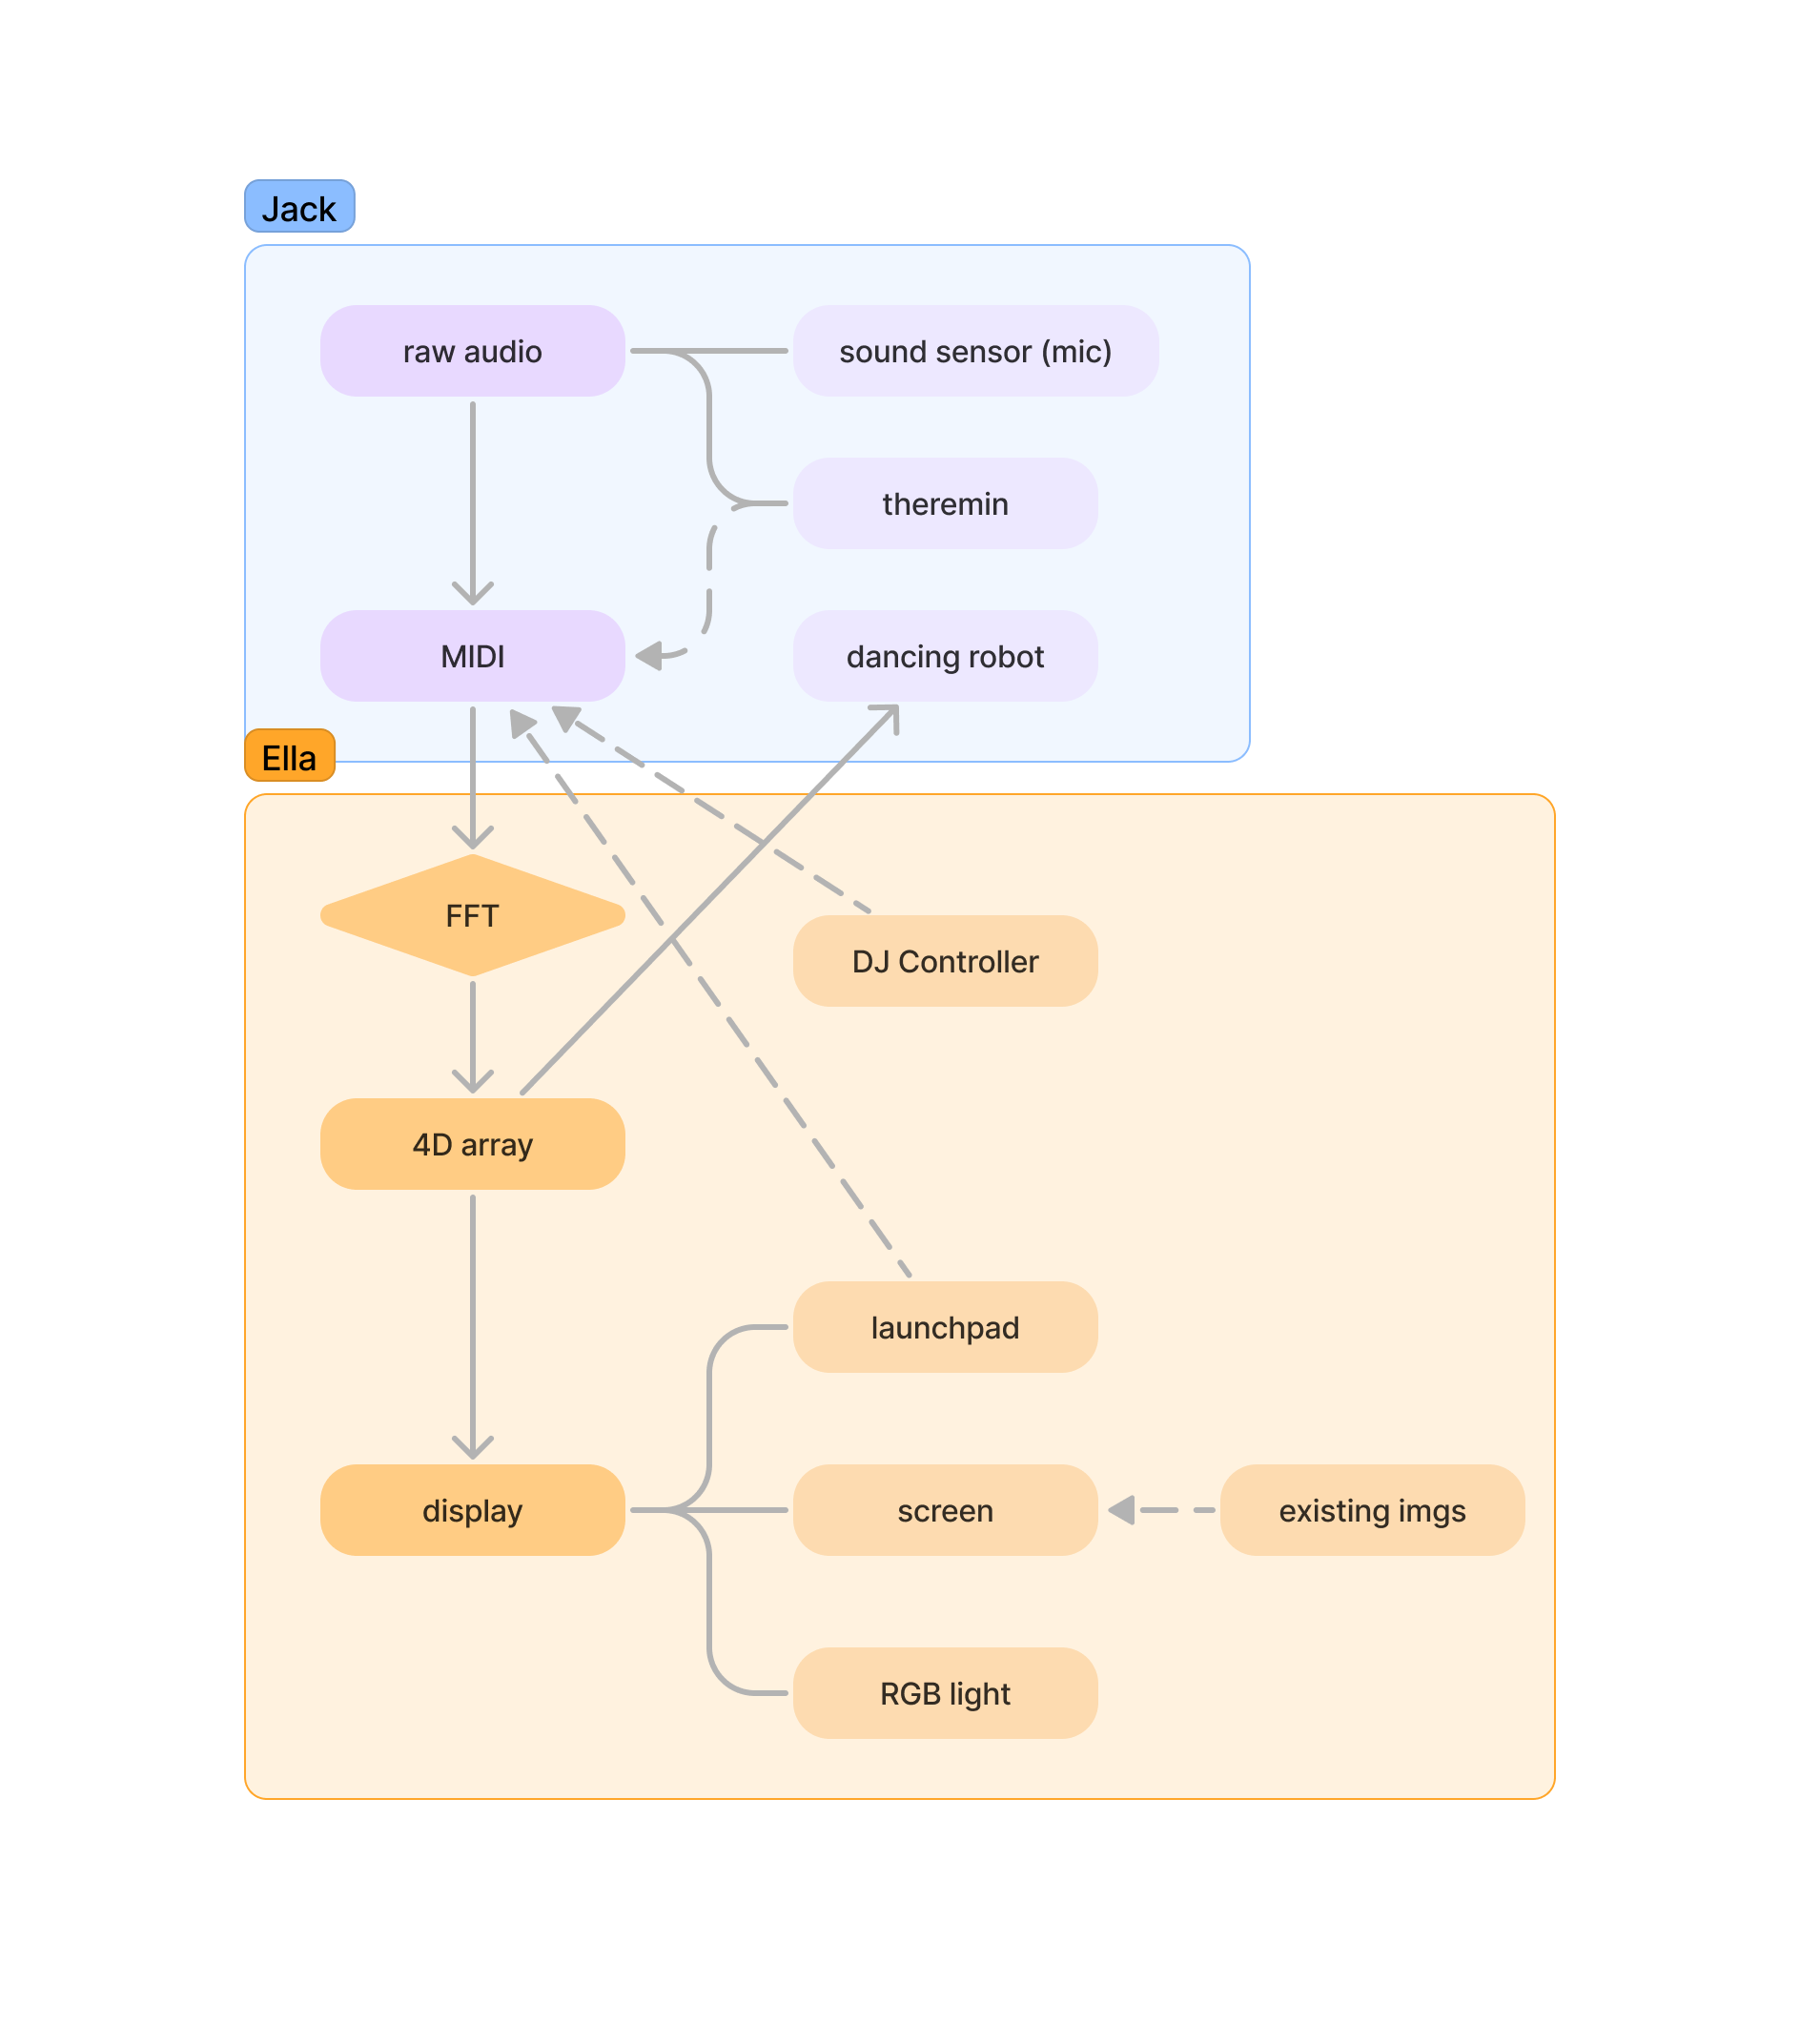 Jack
raw audio
sound sensor (mic)
theremin
MIDI
dancing robot
Ella
FFT
DJ Controller
4D array
launchpad
display
screen
existing imgs
RGB light